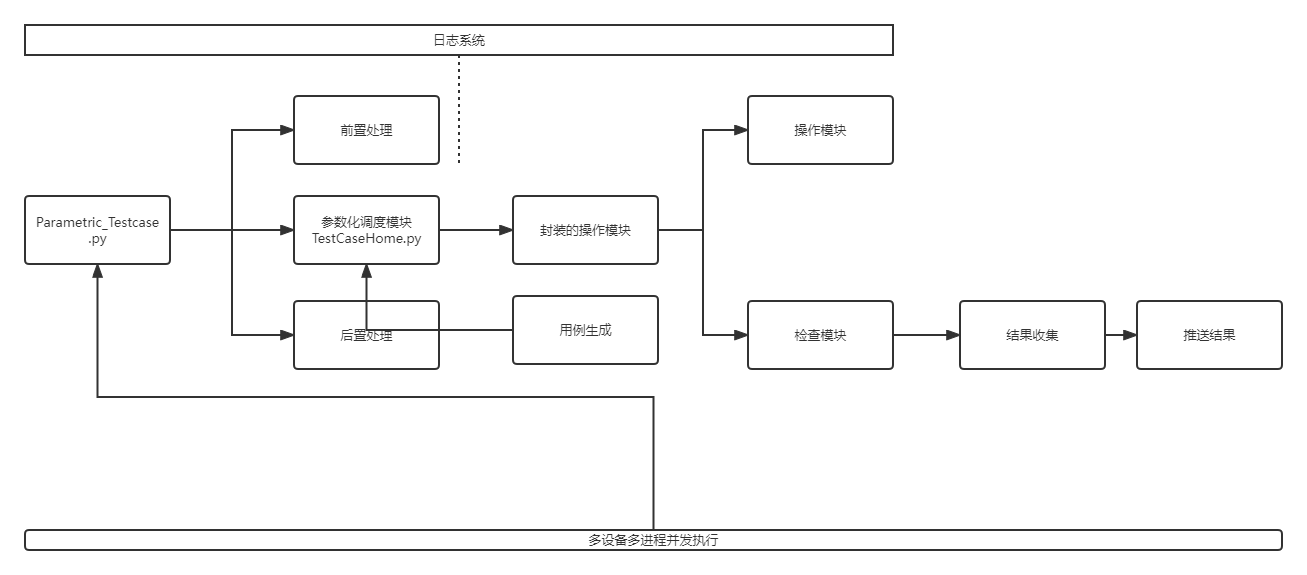 日志系统
前置处理
操作模块
Parametric_Testcase
.py
参数化调度模块
TestCaseHome.py
封装的操作模块
后置处理
用例生成
检查模块
结果收集
推送结果
多设备多进程并发执行